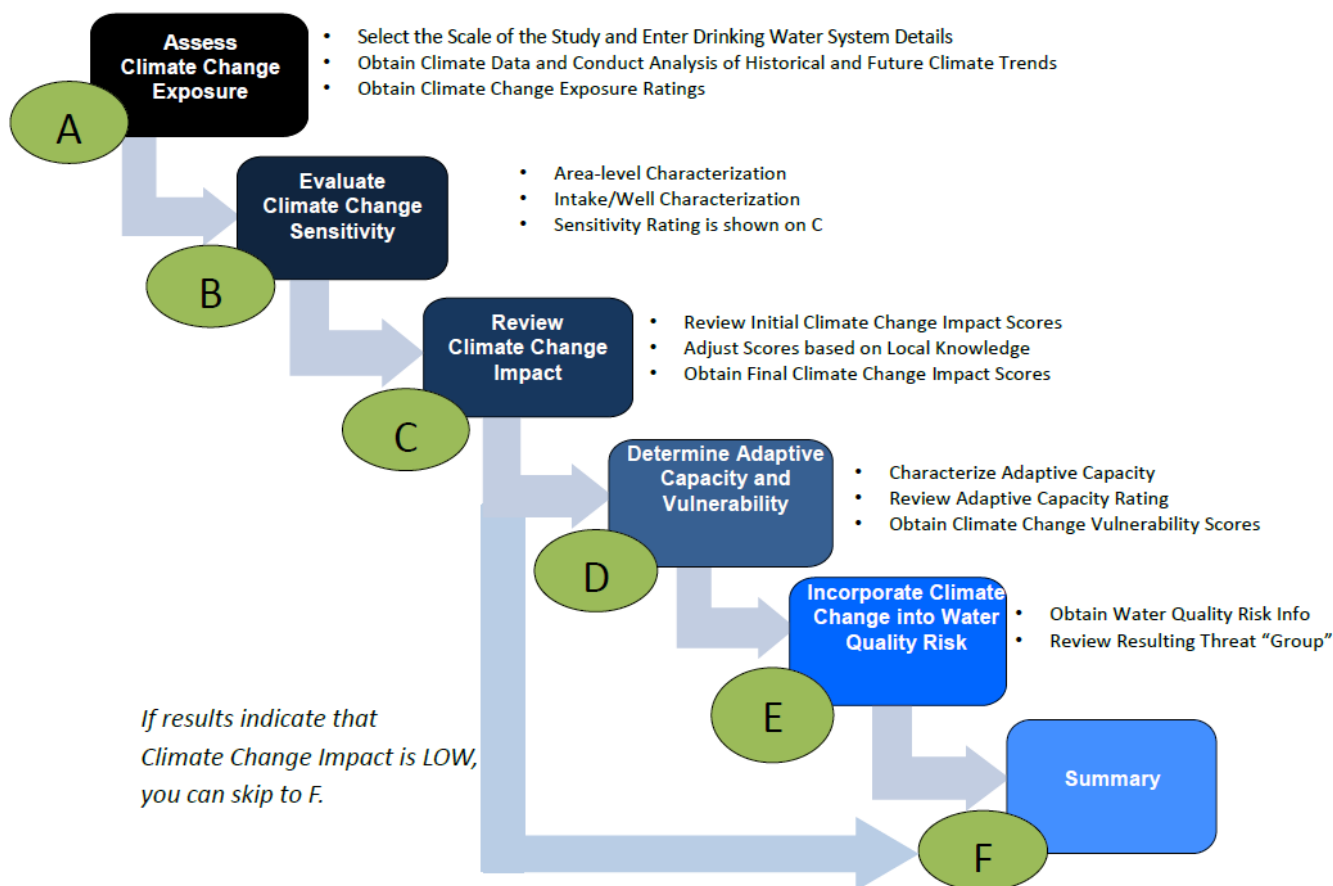 Assess
Climate Change
Exposure
A
• Select the Scale of the Study and Enter Drinking Water System Details
• Obtain Climate Data and Conduct Analysis of Historical and Future Climate Trends
• Obtain Climate Change Exposure Ratings
Evaluate
Climate Change
Sensitivity
B
• Area-level Characterization
• Intake/Well Characterization
• Sensitivity Rating is shown on C
Review
Climate Change
Impact
C
• Review Initial Climate Change Impact Scores
• Adjust Scores based on Local Knowledge
• Obtain Final Climate Change Impact Scores
Determine Adaptive
Capacity and
Vulnerability
D
• Characterize Adaptive Capacity
• Review Adaptive Capacity Rating
• Obtain Climate Change Vulnerability Scores
Incorporate Climate
Change into Water
Quality Risk
E
• Obtain Water Quality Risk Info
• Review Resulting Threat “Group”
If results indicate that
Climate Change Impact is LOW,
you can skip to F.
Summary
F